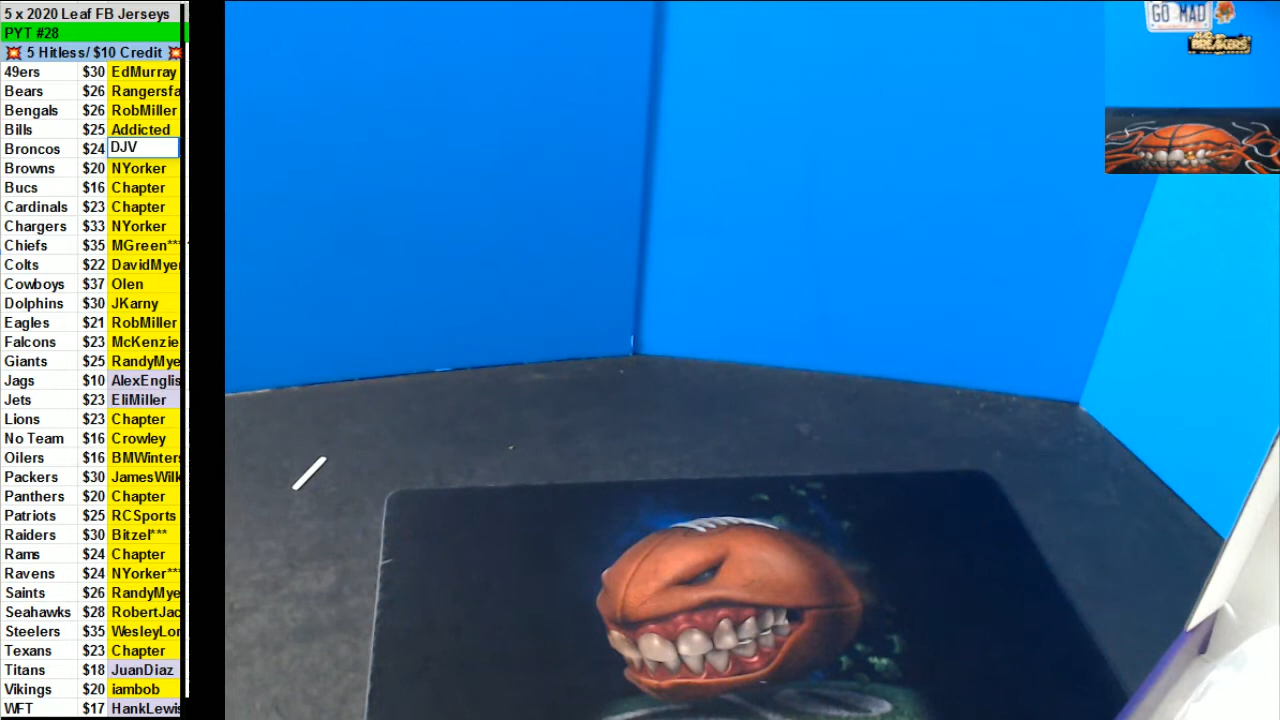 5 x 2020 Leaf FB Jerseys
PYT #28
5 Hitless/ $10 Credit
49ers $30 EdMurray
Bears $26 Rangersfa
Bengals $26 RobMiller
Bills $25 Addicted
Broncos $24 DJV
Browns $20 NYorker
Bucs $16 Chapter
Cardinals $23 Chapter
Chargers $33 NYorker
Chiefs $35 MGreen***
Colts $22 DavidMyer
Cowboys $37 Olen
Dolphins $30 JKarny
Eagles $21 RobMiller
Falcons $23 McKenzie
Giants $25 RandyMye
Jags $10 AlexEnglis
Jets $23 EliMiller
Lions $23 Chapter
No Team $16 Crowley
Oilers $16 BMWinters
Packers $30 JamesWilk
Panthers $20 Chapter
Patriots $25 RCSports
Raiders $30 Bitzel***
Rams $24 Chapter
Ravens $24 NYorker***
Saints $26 RandyMye
Seahawks $28 RobertJac
Steelers $35 WesleyLor
Texans $23 Chapter
Titans $18 JuanDiaz
Vikings $20 iambob
WFT $17 HankLewis
GO MAD
BREAKERS